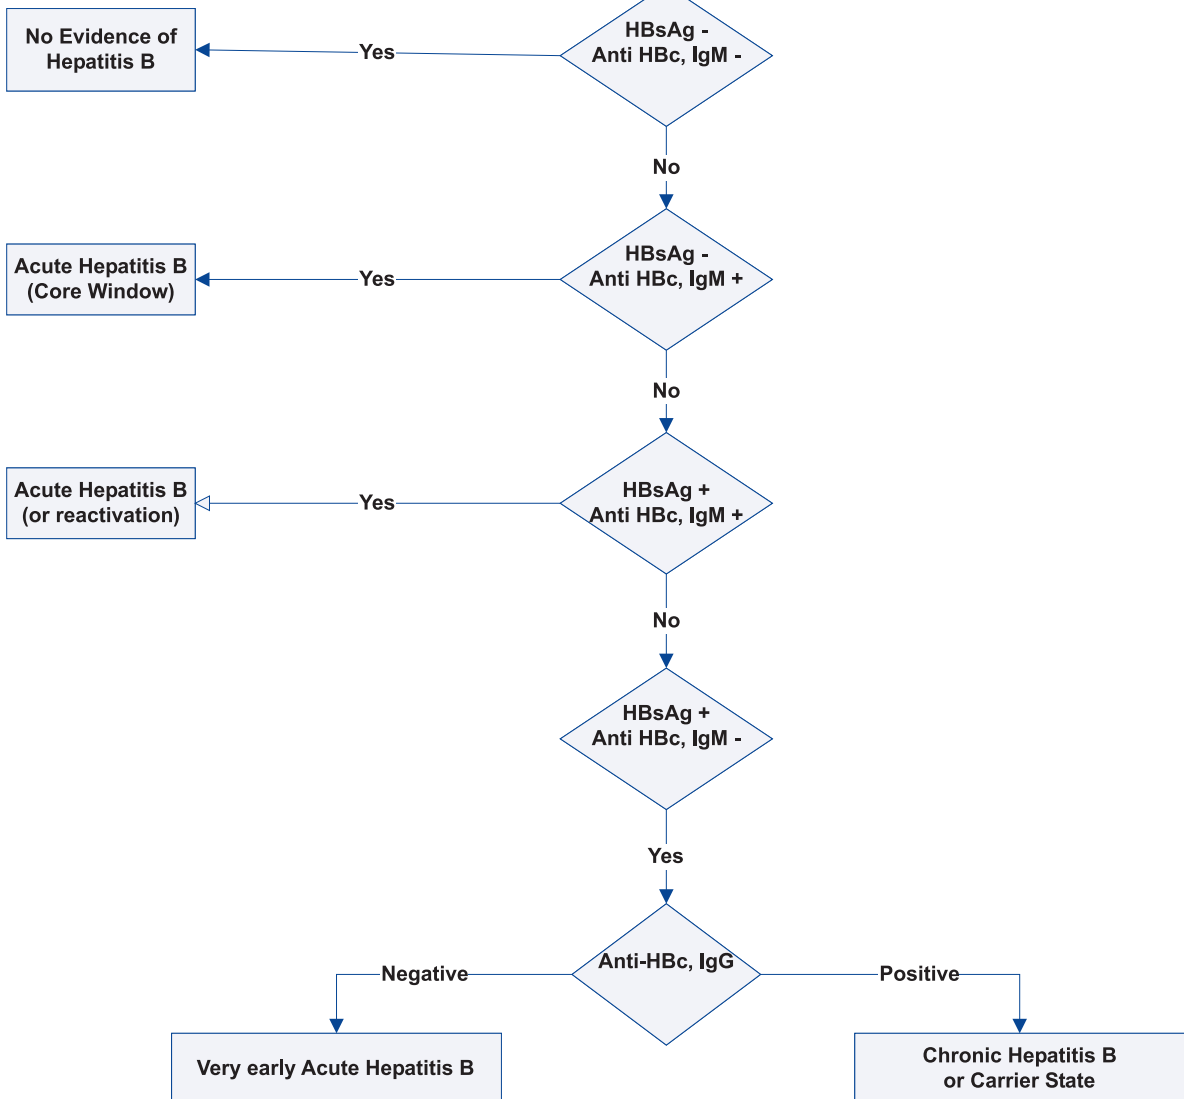 HBsAg -
Anti HBc, IgM -
Yes
No Evidence of
Hepatitis B
No
HBsAg -
Anti HBc, IgM +
Yes
Acute Hepatitis B
(Core Window)
No
HBsAg +
Anti HBc, IgM +
Yes
Acute Hepatitis B
(or reactivation)
No
HBsAg +
Anti HBc, IgM -
Yes
Anti-HBc, IgG
Negative
Positive
Very early Acute Hepatitis B
Chronic Hepatitis B
or Carrier State